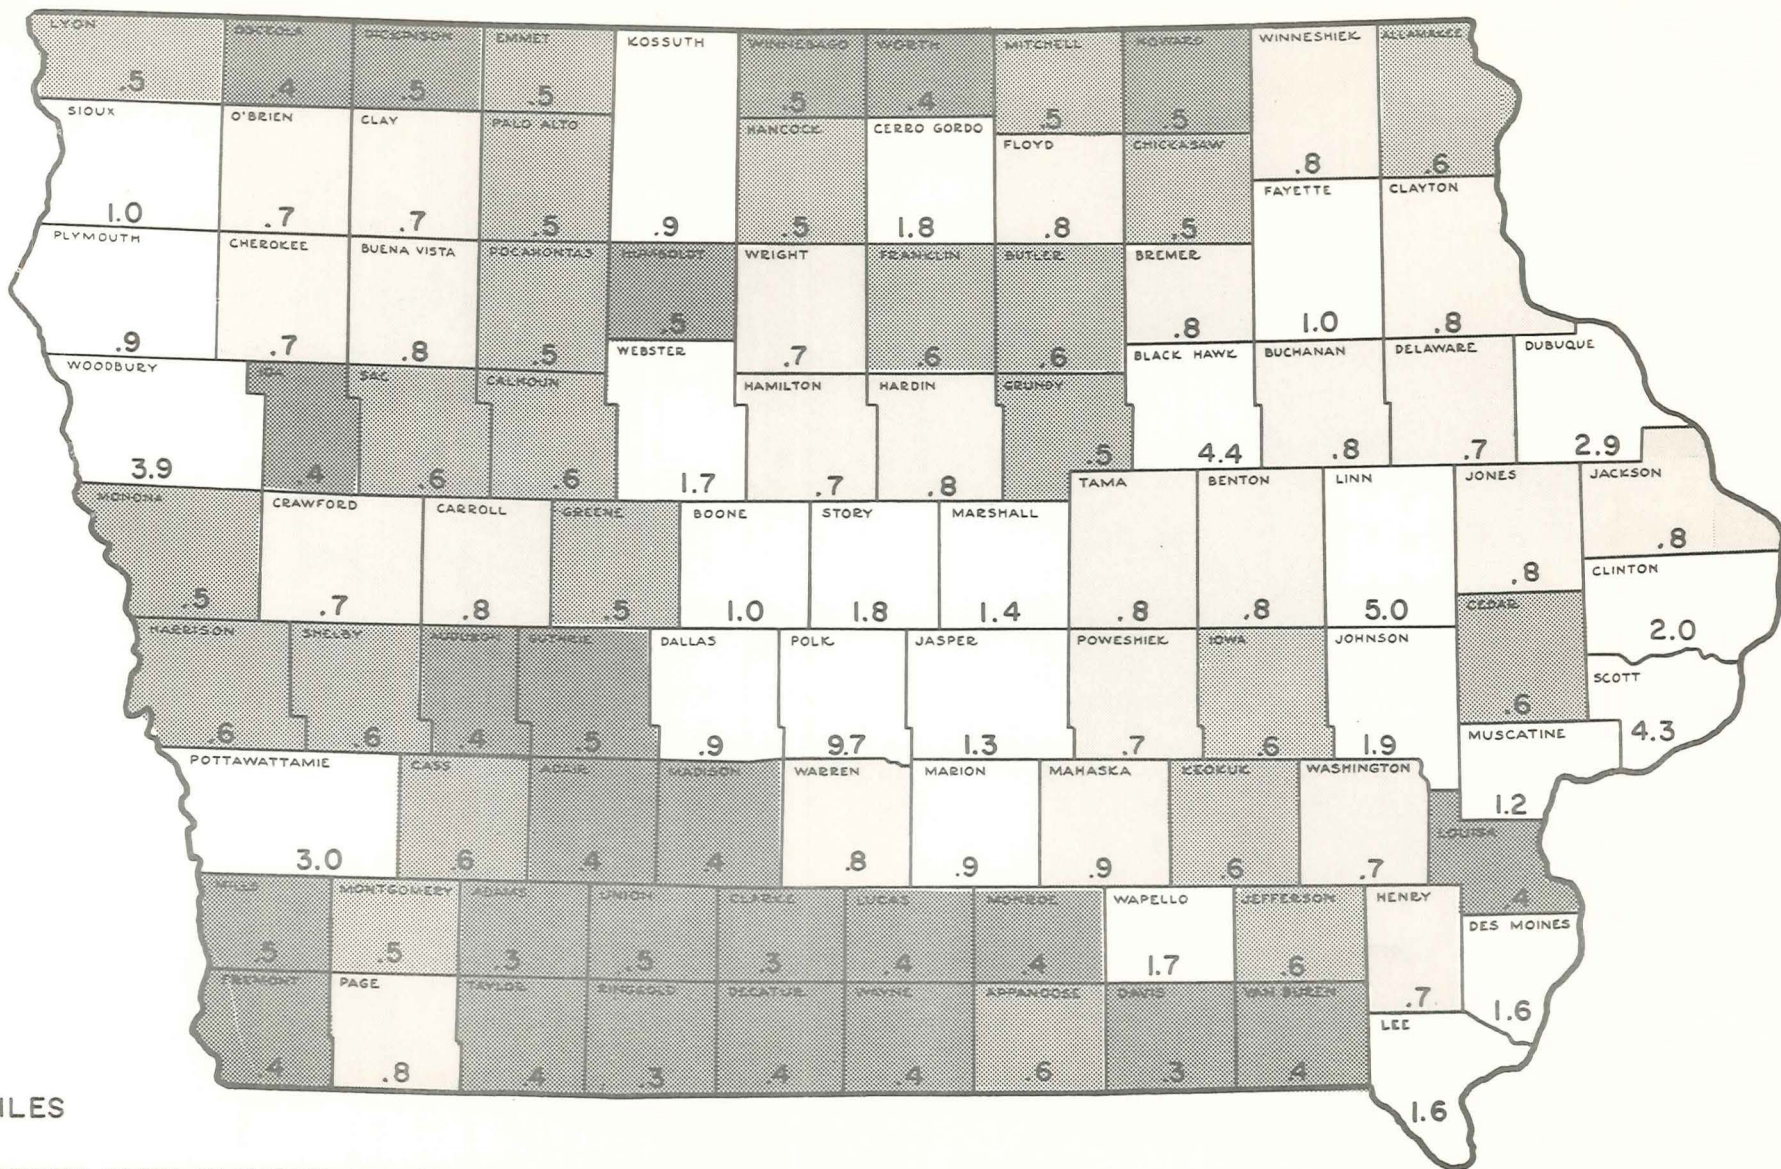 LYON OSCEOLA DICKINSON EMMET KOSSUTH WINNEBAGO WORTH MITCHELL HOWARD WINNESHIEK ALLAMAKEE
.5 .4 .5 .5 .9 .5 .4 .5 .5 .8 .6
SIOUX O'BRIEN CLAY PALO ALTO HANCOCK CERRO GORDO FLOYD CHICKASAW FAYETTE CLAYTON
1.0 .7 .7 .5 .5 1.8 .8 .5 1.0 .8
PLYMOUTH CHEROKEE BUENA VISTA POCAHONTAS HUMBOLDT WRIGHT FRANKLIN BUTLER BREMER
.9 .7 .8 .5 .5 .7 .6 .6 .8
WOODBURY IDA SAC CALHOUN WEBSTER HAMILTON HARDIN GRUNDY BLACK HAWK BUCHANAN DELAWARE DUBUQUE
3.9 .4 .6 .6 1.7 .7 .8 .5 4.4 .8 .7 2.9
MONONA CRAWFORD CARROLL GREENE BOONE STORY MARSHALL TAMA BENTON LINN JONES JACKSON
.5 .7 .8 .5 1.0 1.8 1.4 .8 .8 5.0 .8 .8
CLINTON
2.0
HARRISON SHELBY AUDUBON GUTHRIE DALLAS POLK JASPER POWESHIEK IOWA JOHNSON CEDAR SCOTT
.6 .6 .4 .5 .9 9.7 1.3 .7 .6 1.9 .6 4.3
POTTAWATTAMIE CASS ADAIR MADISON WARREN MARION MAHASKA KEOKUK WASHINGTON MUSCATINE
3.0 .6 .4 .4 .8 .9 .9 .6 .7 1.2
LOUISA
.4
MILLS MONTGOMERY ADAMS UNION CLARKE LUCAS MONROE WAPELLO JEFFERSON HENRY DES MOINES
.5 .5 .3 .5 .3 .4 .4 1.7 .6 .7 1.6
FREMONT PAGE TAYLOR RINGGOLD DECATUR WAYNE APPANOOSE DAVIS VAN BUREN LEE
.4 .8 .4 .3 .4 .4 .6 .3 .4 1.6